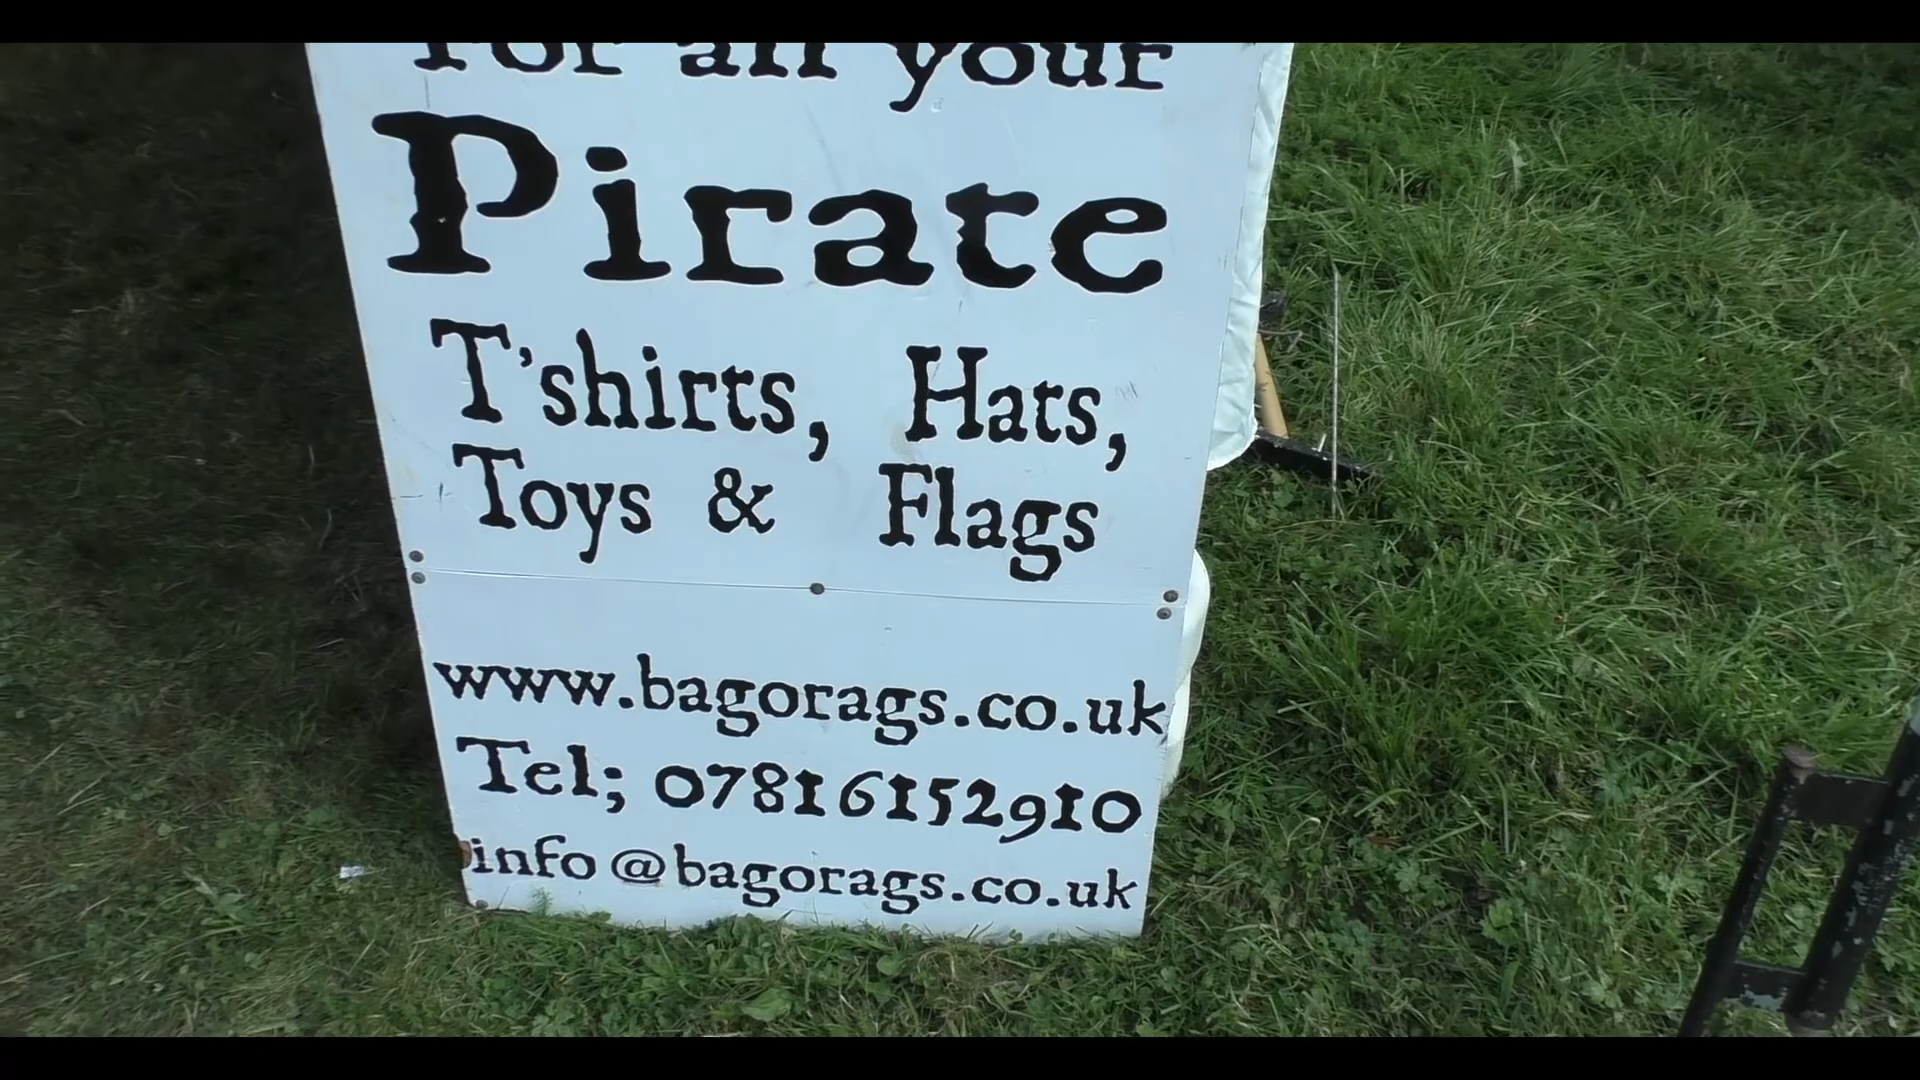 For all your
Pirate
T'shirts, Hats,
Toys & Flags
www.bagorags.co.uk
Tel; 07816152910
info@bagorags.co.uk